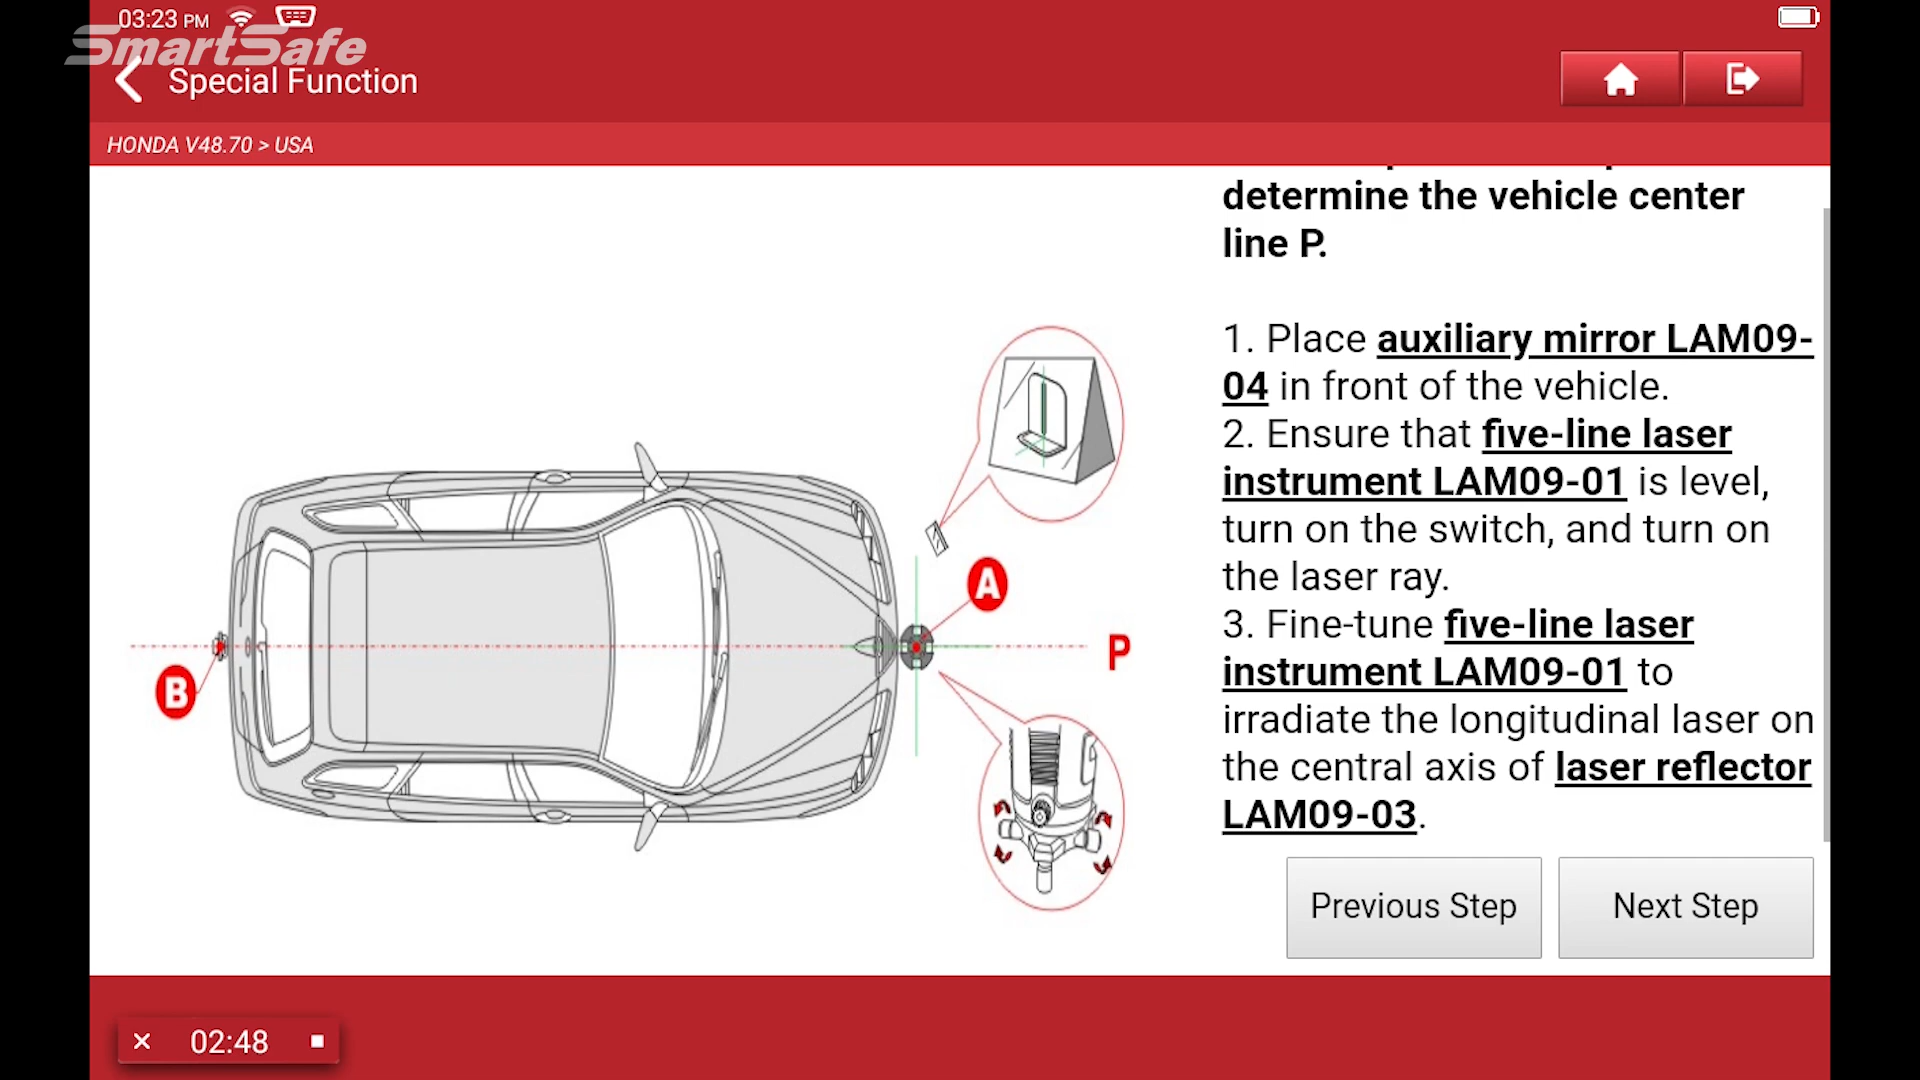 03:23 PM
SmartSafe
Special Function
HONDA V48.70 > USA
determine the vehicle center
line P.
1. Place auxiliary mirror LAM09-
04 in front of the vehicle.
2. Ensure that five-line laser
instrument LAM09-01 is level,
turn on the switch, and turn on
the laser ray.
3. Fine-tune five-line laser
instrument LAM09-01 to
irradiate the longitudinal laser on
the central axis of laser reflector
LAM09-03.
A
P
B
Previous Step
Next Step
02:48